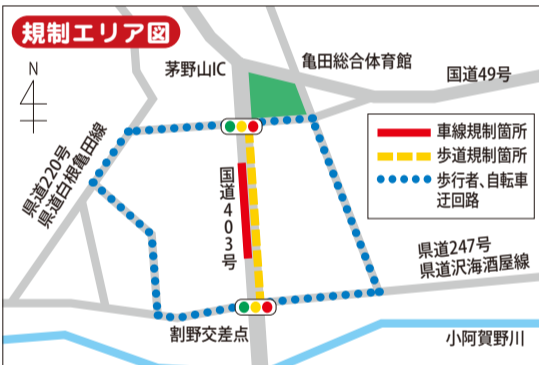 規制エリア図
N
茅野山IC
亀田総合体育館
国道49号
車線規制箇所
歩道規制箇所
歩行者、自転車
迂回路
県道220号
県道白根亀田線
国道403号
県道247号
県道沢海酒屋線
割野交差点
小阿賀野川